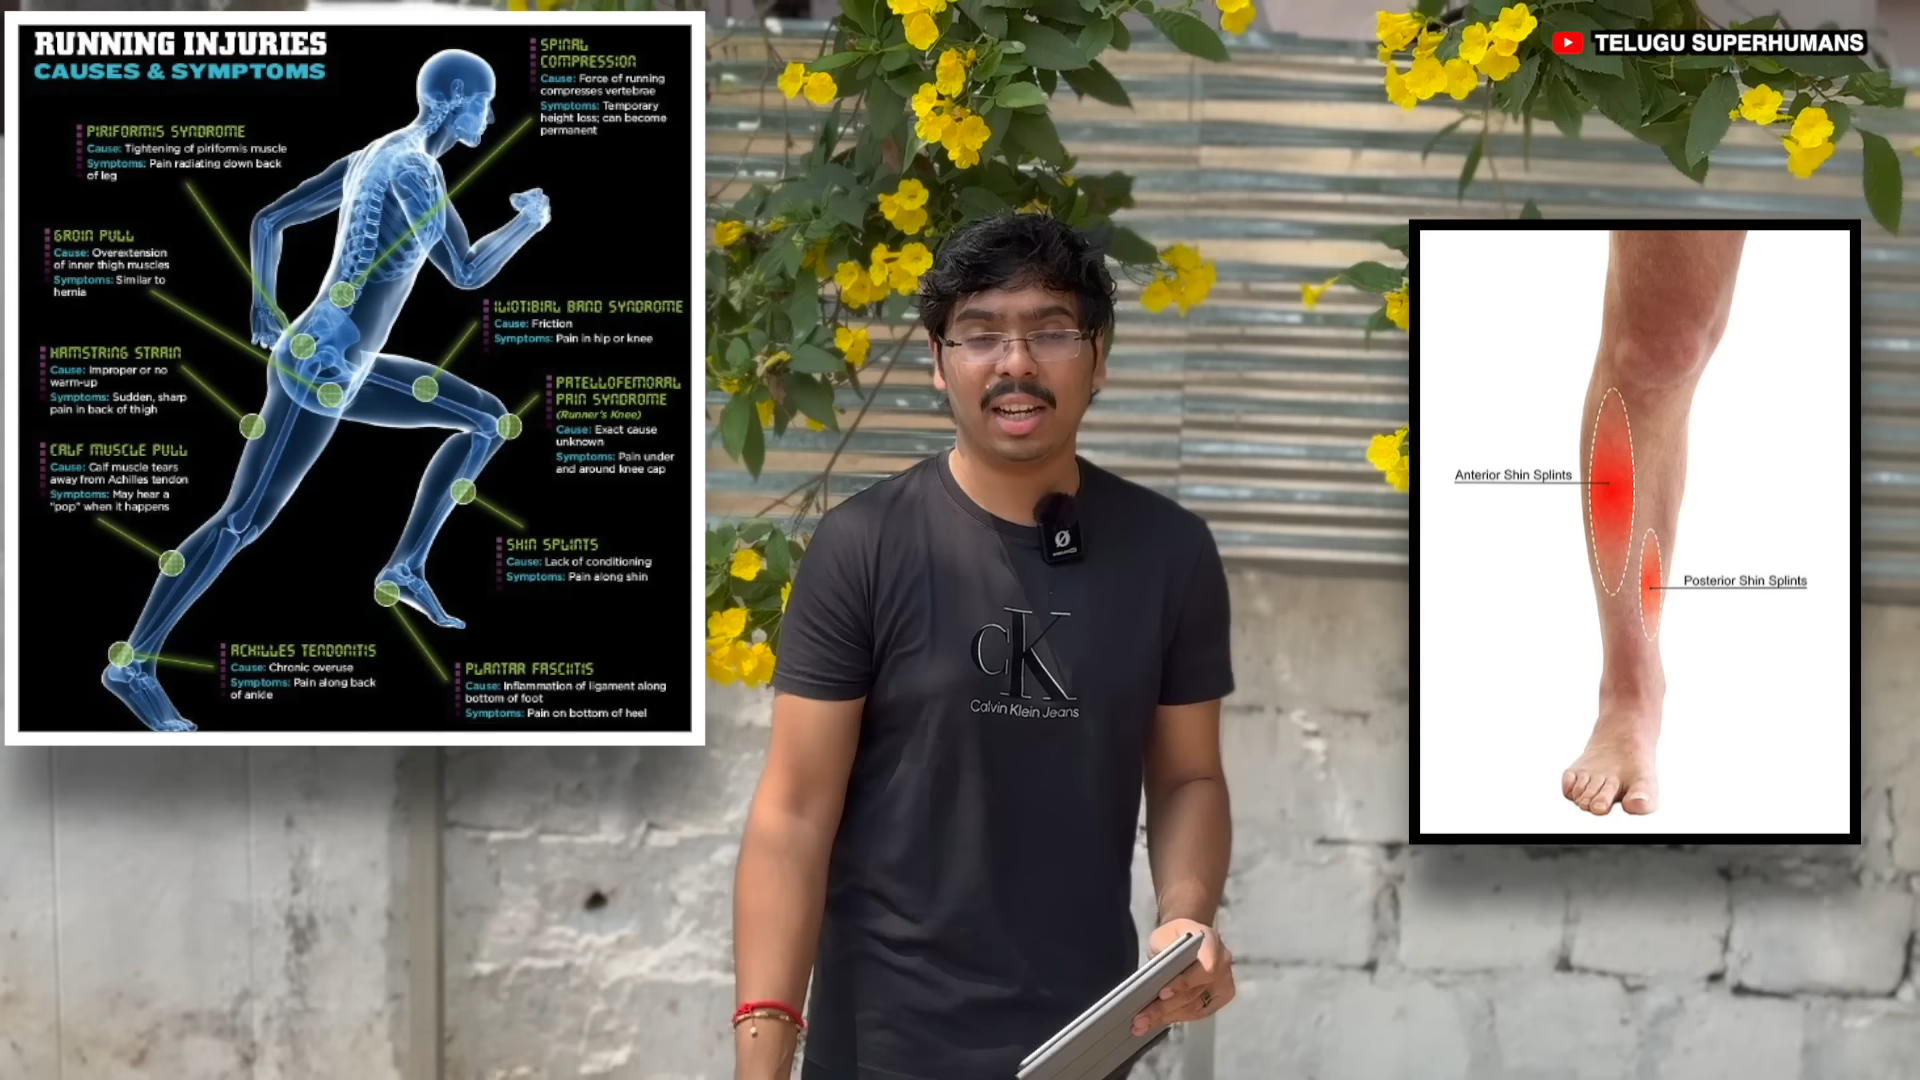 RUNNING INJURIES
CAUSES & SYMPTOMS
SPINAL
COMPRESSION
Cause: Force of running
compresses vertebrae
Symptoms: Temporary
height loss; can become
permanent
PIRIFORMIS SYNDROME
Cause: Tightening of piriformis muscle
Symptoms: Pain radiating down back
of leg
GROIN PULL
Cause: Overextension
of inner thigh muscles
Symptoms: Similar to
hernia
ILIOTIBIAL BAND SYNDROME
Cause: Friction
Symptoms: Pain in hip or knee
HAMSTRING STRAIN
Cause: Improper or no
warm-up
Symptoms: Sudden, sharp
pain in back of thigh
PATELLOFEMORAL
PAIN SYNDROME
(Runner's Knee)
Cause: Exact cause
unknown
Symptoms: Pain under
and around knee cap
CALF MUSCLE PULL
Cause: Calf muscle tears
away from Achilles tendon
Symptoms: May hear a
"pop" when it happens
SHIN SPLINTS
Cause: Lack of conditioning
Symptoms: Pain along shin
ACHILLES TENDONITIS
Cause: Chronic overuse
Symptoms: Pain along back
of ankle
PLANTAR FASCIITIS
Cause: Inflammation of ligament along
bottom of foot
Symptoms: Pain on bottom of heel
CK
Calvin Klein Jeans
TELUGU SUPERHUMANS
Anterior Shin Splints
Posterior Shin Splints